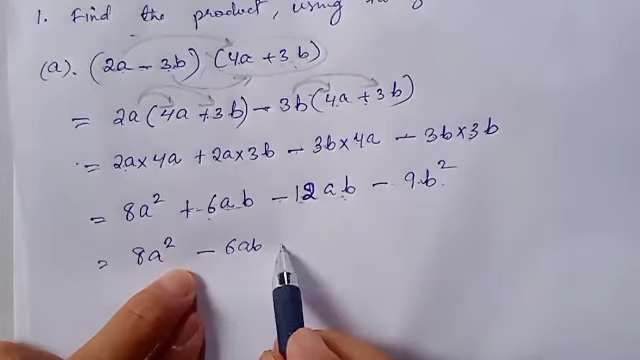 1. Find the product, using
(a). (2a - 3b) (4a + 3b)
= 2a(4a + 3b) - 3b(4a + 3b)
= 2a×4a + 2a×3b - 3b×4a - 3b×3b
= 8a² + 6ab - 12ab - 9b²
= 8a² - 6ab